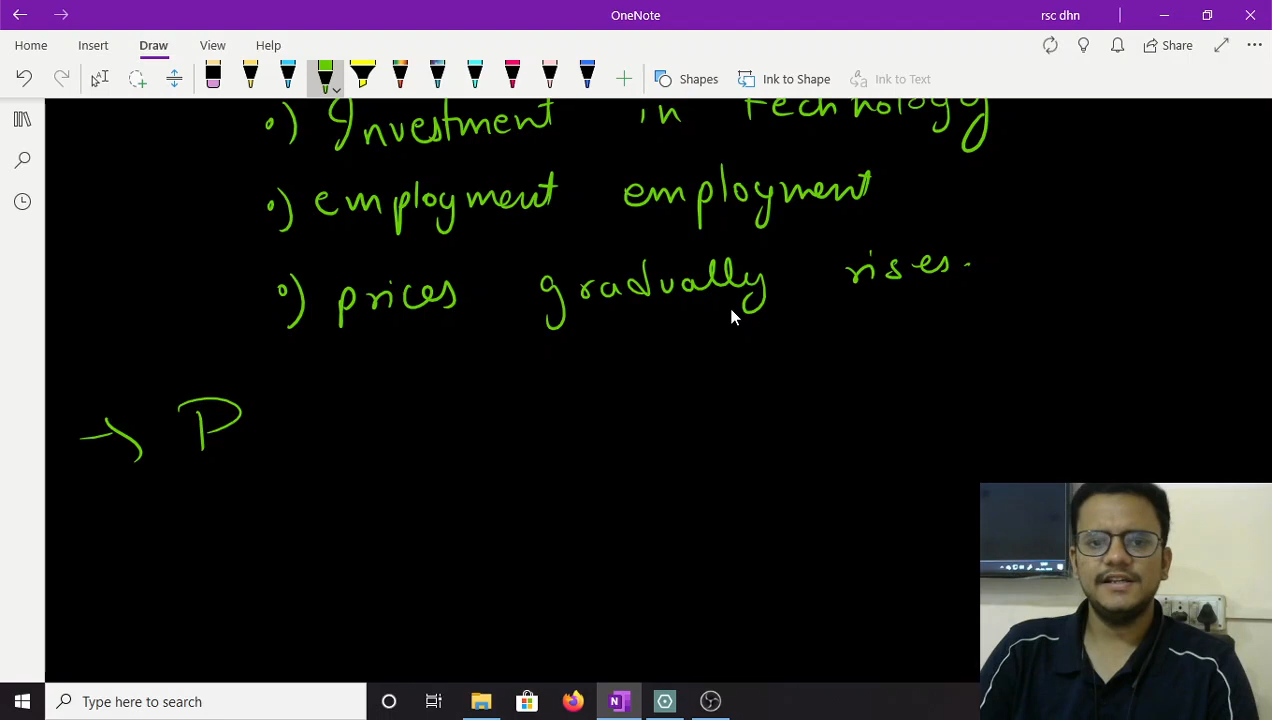 OneNote
rsc dhn
Home Insert Draw View Help
Share
Shapes
Ink to Shape
Ink to Text
•) Investment in technology
•) employment employment
•) prices gradually rises.
→ P
Type here to search